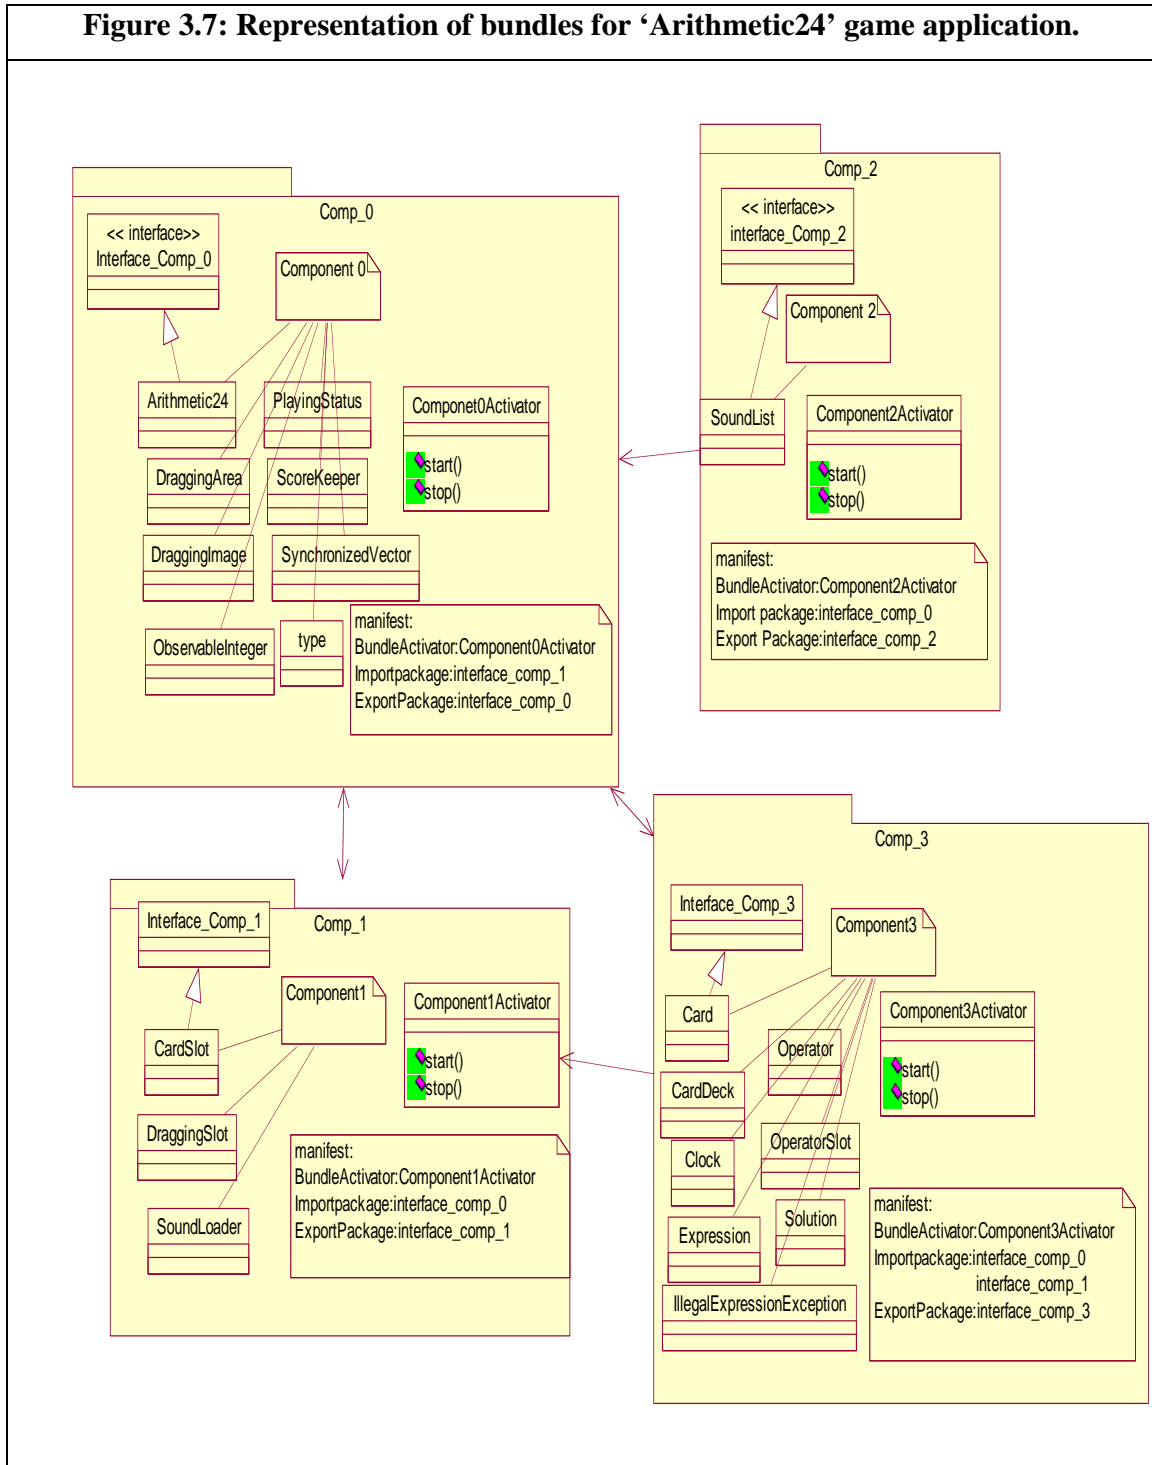 Figure 3.7: Representation of bundles for ‘Arithmetic24’ game application.
Comp_0
<< interface>>
Interface_Comp_0
Component 0
Arithmetic24
PlayingStatus
Componet0Activator
start()
stop()
DraggingArea
ScoreKeeper
DraggingImage
SynchronizedVector
ObservableInteger
type
manifest:
BundleActivator:Component0Activator
Importpackage:interface_comp_1
ExportPackage:interface_comp_0
Comp_2
<< interface>>
interface_Comp_2
Component 2
SoundList
Component2Activator
start()
stop()
manifest:
BundleActivator:Component2Activator
Import package:interface_comp_0
Export Package:interface_comp_2
Comp_1
Interface_Comp_1
Component1
CardSlot
Component1Activator
start()
stop()
DraggingSlot
SoundLoader
manifest:
BundleActivator:Component1Activator
Importpackage:interface_comp_0
ExportPackage:interface_comp_1
Comp_3
Interface_Comp_3
Component3
Card
Operator
Component3Activator
start()
stop()
CardDeck
Clock
OperatorSlot
Expression
Solution
IllegalExpressionException
manifest:
BundleActivator:Component3Activator
Importpackage:interface_comp_0
interface_comp_1
ExportPackage:interface_comp_3